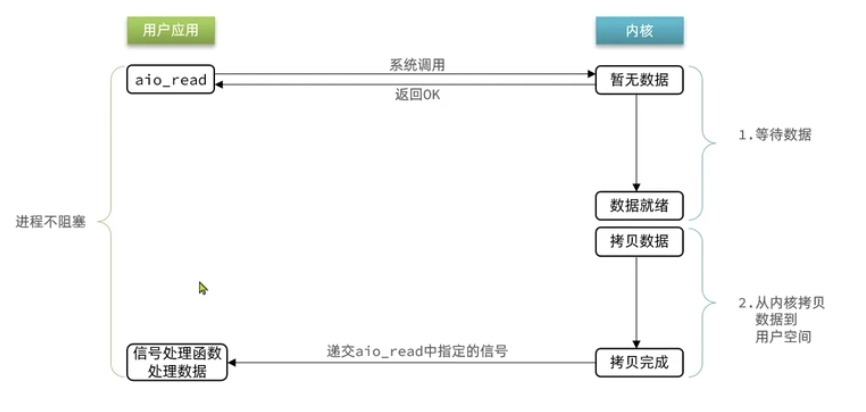 用户应用
内核
系统调用
aio_read
暂无数据
返回OK
1.等待数据
数据就绪
进程不阻塞
拷贝数据
2.从内核拷贝
数据到
用户空间
信号处理函数
处理数据
递交aio_read中指定的信号
拷贝完成